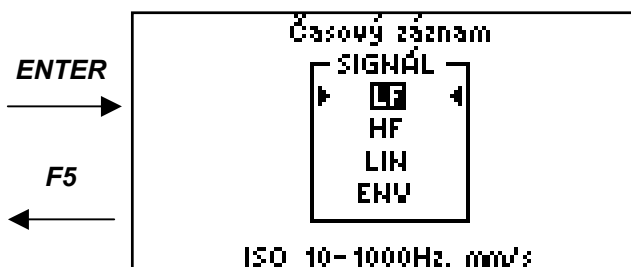 Časový záznam
ENTER
SIGNÁL
LF
HF
F5
LIN
ENV
ISO 10-1000Hz, mm/s